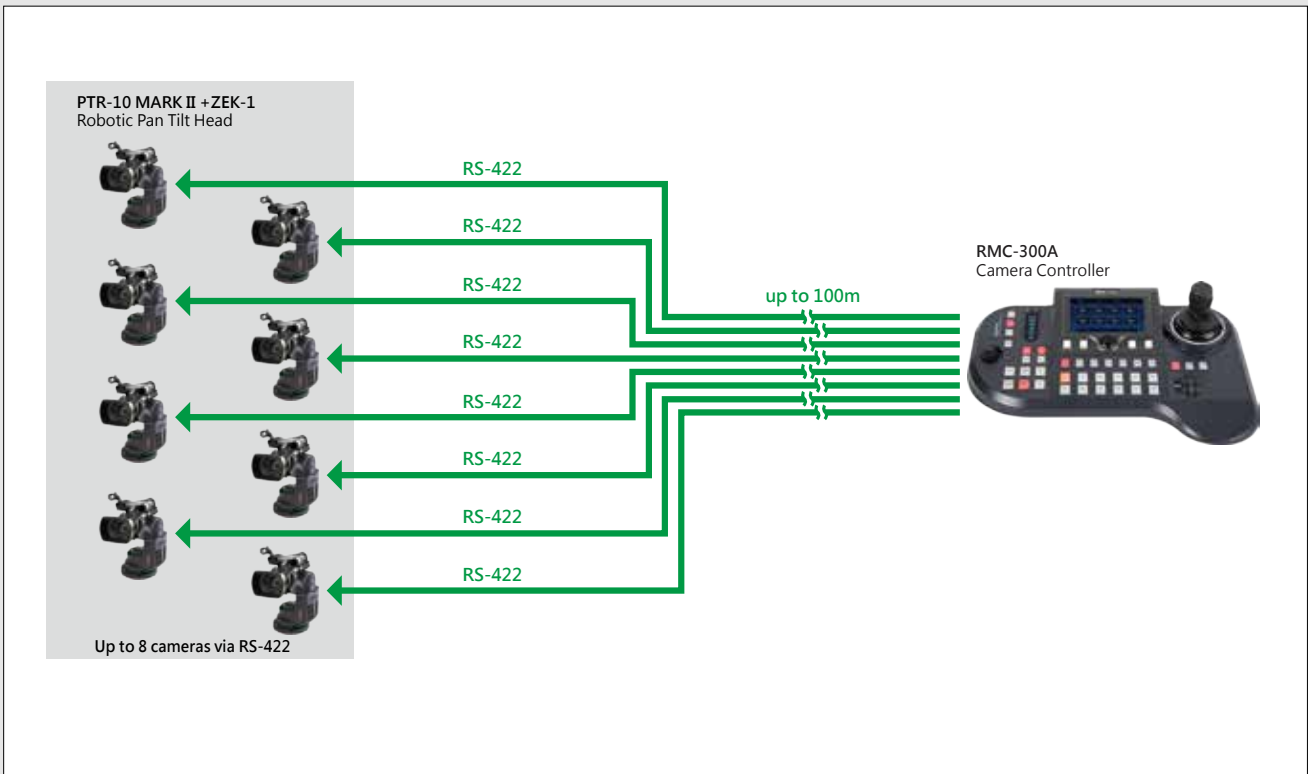 PTR-10 MARK II +ZEK-1
Robotic Pan Tilt Head
RS-422
RS-422
RS-422
RS-422
RS-422
RS-422
RS-422
RS-422
up to 100m
RMC-300A
Camera Controller
Up to 8 cameras via RS-422